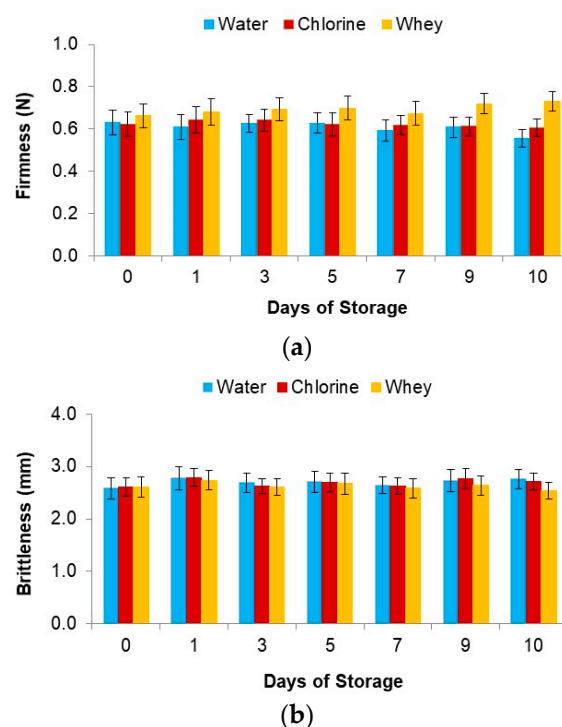 Water Chlorine Whey
1.0
0.8
0.6
0.4
0.2
0.0
Firmness (N)
0 1 3 5 7 9 10
Days of Storage
(a)
Water Chlorine Whey
4.0
3.0
2.0
1.0
0.0
Brittleness (mm)
0 1 3 5 7 9 10
Days of Storage
(b)